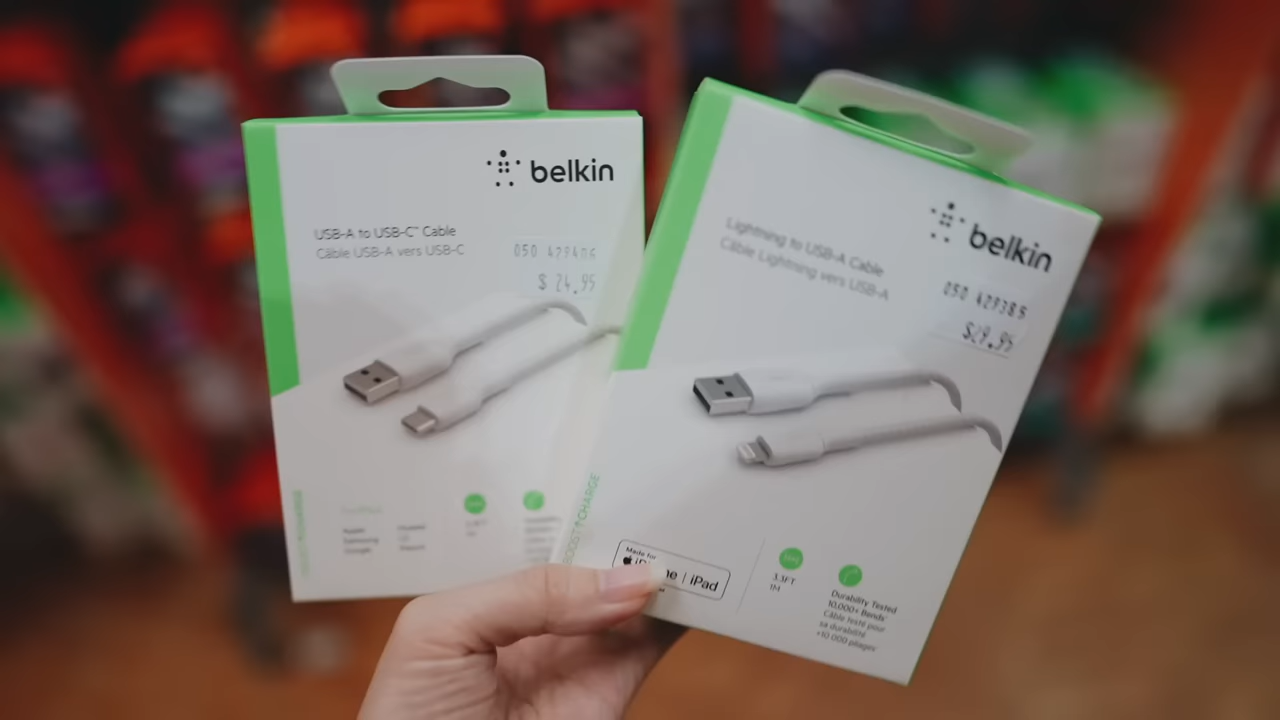 belkin
USB-A to USB-C™ Cable
Câble USB-A vers USB-C
050 429406
$ 24.95
belkin
Lightning to USB-A Cable
Câble Lightning vers USB-A
050 429385
$29.95
BOOST↑CHARGE
Made for
iPhone | iPad
3.3FT
1M
Durability Tested
10,000+ Bends*
Câble testé pour
sa durabilité
+10 000 pliages*